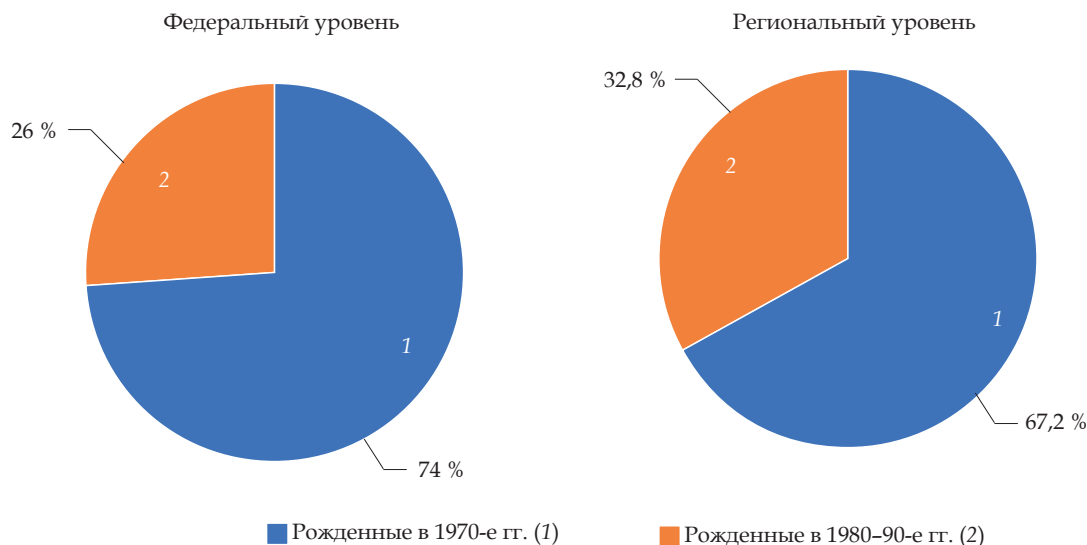 Федеральный уровень
26 %
2
1
74 %
Региональный уровень
32,8 %
2
1
67,2 %
Рожденные в 1970-е гг. (1)
Рожденные в 1980–90-е гг. (2)